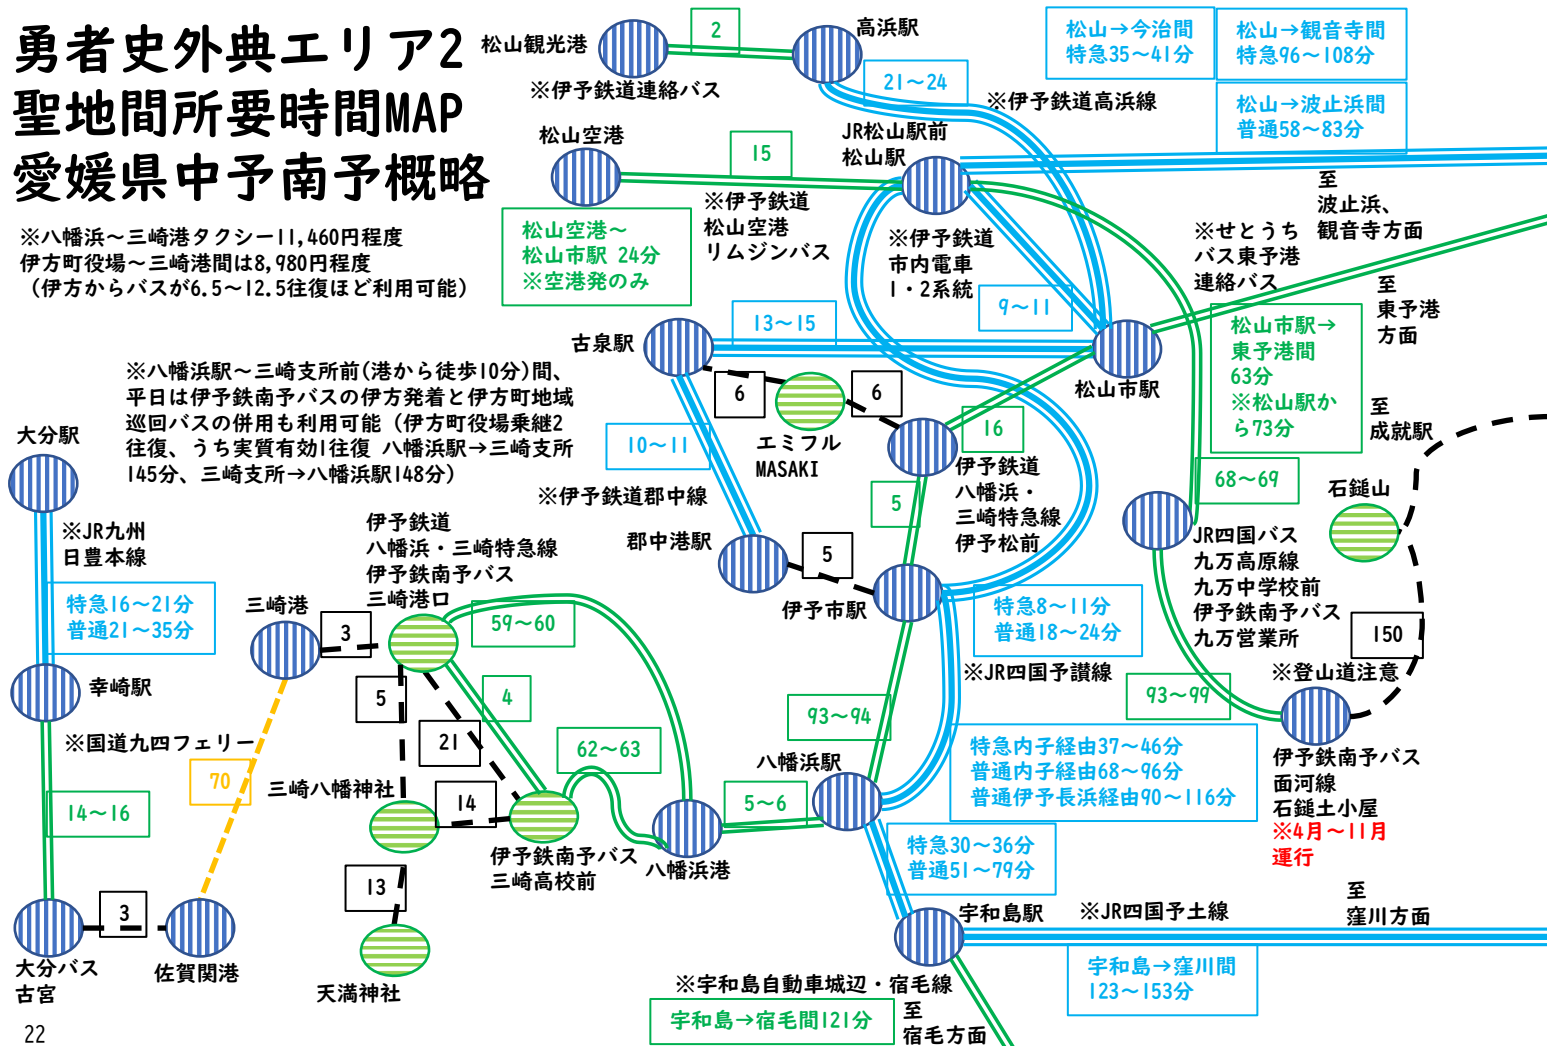 勇者史外典エリア2
聖地間所要時間MAP
愛媛県中予南予概略
※八幡浜～三崎港タクシー11,460円程度
伊方町役場～三崎港間は8,980円程度
（伊方からバスが6.5～12.5往復ほど利用可能）
松山観光港
2
高浜駅
※伊予鉄道連絡バス
21～24
※伊予鉄道高浜線
松山→今治間
特急35～41分
松山→観音寺間
特急96～108分
松山→波止浜間
普通58～83分
松山空港
15
JR松山駅前
松山駅
※伊予鉄道
松山空港
リムジンバス
松山空港～
松山市駅 24分
※空港発のみ
※伊予鉄道
市内電車
1・2系統
9～11
至
波止浜、
観音寺方面
※せとうち
バス東予港
連絡バス
至
東予港
方面
松山市駅→
東予港間
63分
※松山駅か
ら73分
古泉駅
13～15
松山市駅
6
6
エミフル
MASAKI
10～11
※伊予鉄道郡中線
16
伊予鉄道
八幡浜・
三崎特急線
伊予松前
5
郡中港駅
5
伊予市駅
至
成就駅
68～69
石鎚山
JR四国バス
九万高原線
九万中学校前
伊予鉄南予バス
九万営業所
150
※登山道注意
93～99
伊予鉄南予バス
面河線
石鎚土小屋
※4月～11月
運行
※八幡浜駅～三崎支所前(港から徒歩10分)間、
平日は伊予鉄南予バスの伊方発着と伊方町地域
巡回バスの併用も利用可能（伊方町役場乗継2
往復、うち実質有効1往復 八幡浜駅→三崎支所
145分、三崎支所→八幡浜駅148分）
大分駅
※JR九州
日豊本線
特急16～21分
普通21～35分
幸崎駅
※国道九四フェリー
14～16
70
3
大分バス
古宮
佐賀関港
三崎港
3
伊予鉄道
八幡浜・三崎特急線
伊予鉄南予バス
三崎港口
59～60
5
4
21
62～63
三崎八幡神社
14
伊予鉄南予バス
三崎高校前
13
天満神社
八幡浜港
5～6
八幡浜駅
93～94
特急8～11分
普通18～24分
※JR四国予讃線
特急内子経由37～46分
普通内子経由68～96分
普通伊予長浜経由90～116分
特急30～36分
普通51～79分
宇和島駅
※JR四国予土線
至
窪川方面
宇和島→窪川間
123～153分
※宇和島自動車城辺・宿毛線
宇和島→宿毛間121分
至
宿毛方面
22